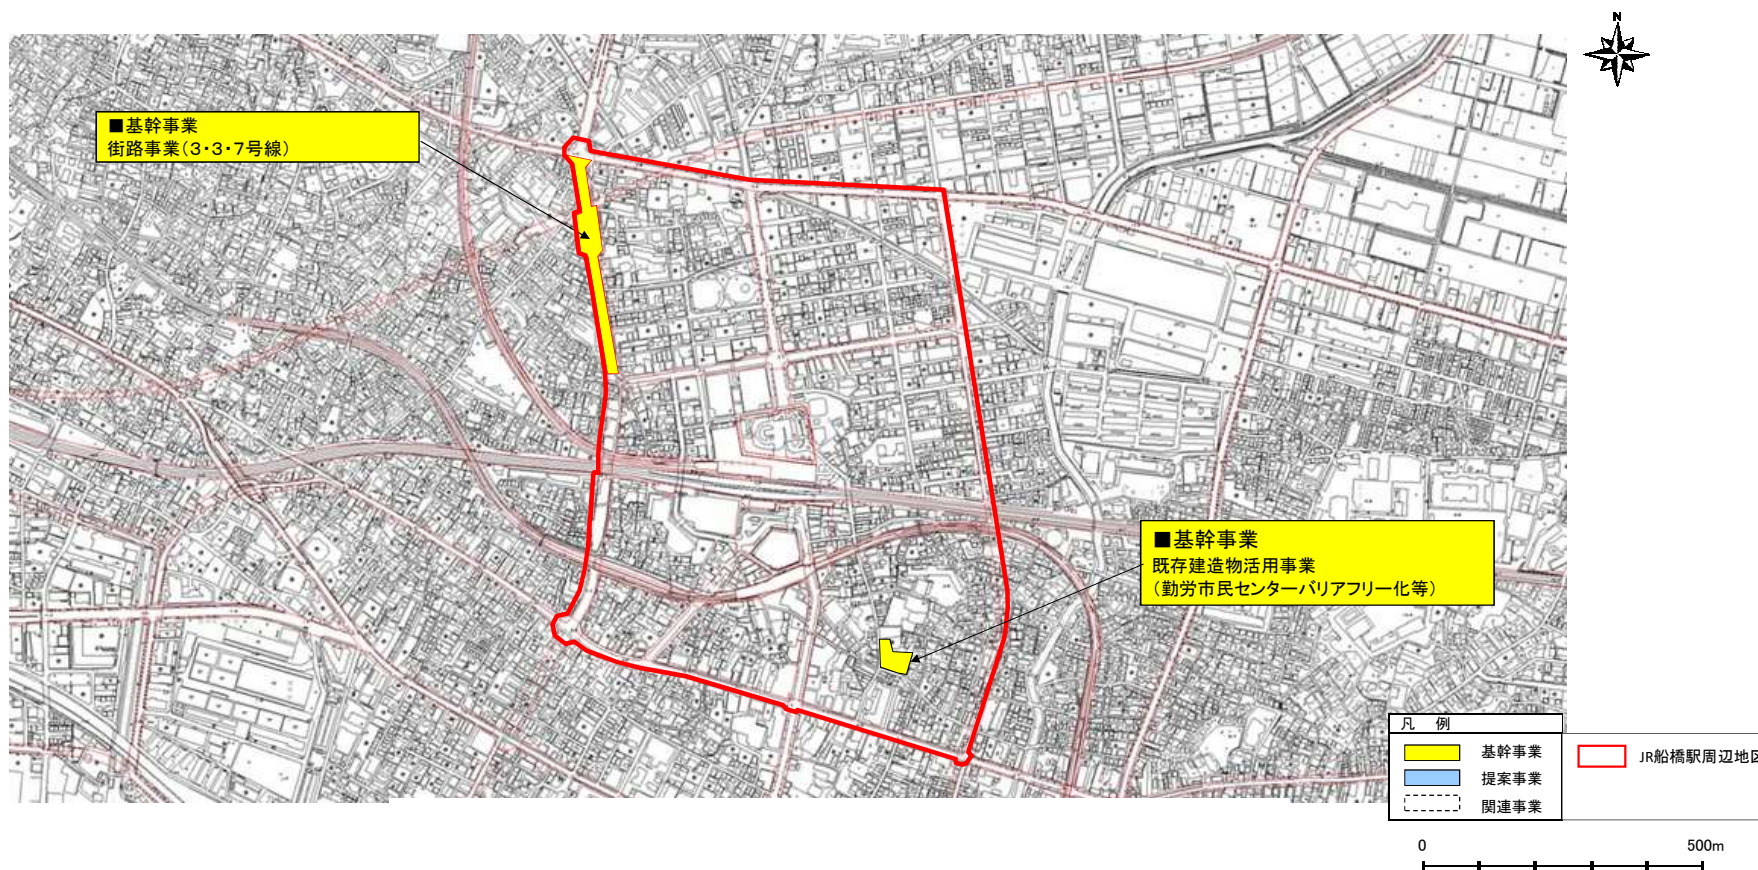 N
■基幹事業
街路事業(3・3・7号線)
■基幹事業
既存建造物活用事業
(勤労市民センターバリアフリー化等)
凡 例
基幹事業
提案事業
関連事業
JR船橋駅周辺地区
0 500m